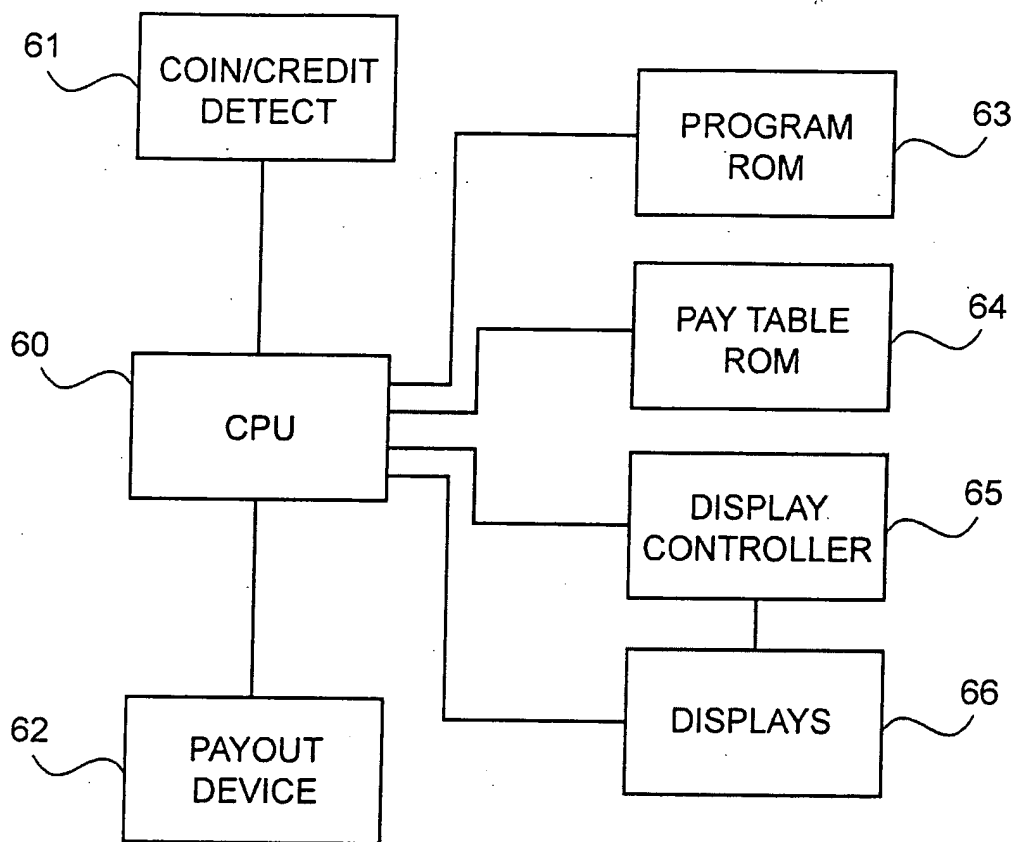 61
COIN/CREDIT
DETECT
PROGRAM
ROM
63
60
CPU
PAY TABLE
ROM
64
DISPLAY
CONTROLLER
65
62
PAYOUT
DEVICE
DISPLAYS
66